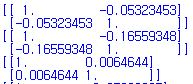 [[ 1.         -0.05323453]
[-0.05323453  1.        ]]
[[ 1.         -0.16559348]
[-0.16559348  1.        ]]
[[1.        0.0064644]
[0.0064644 1.       ]]